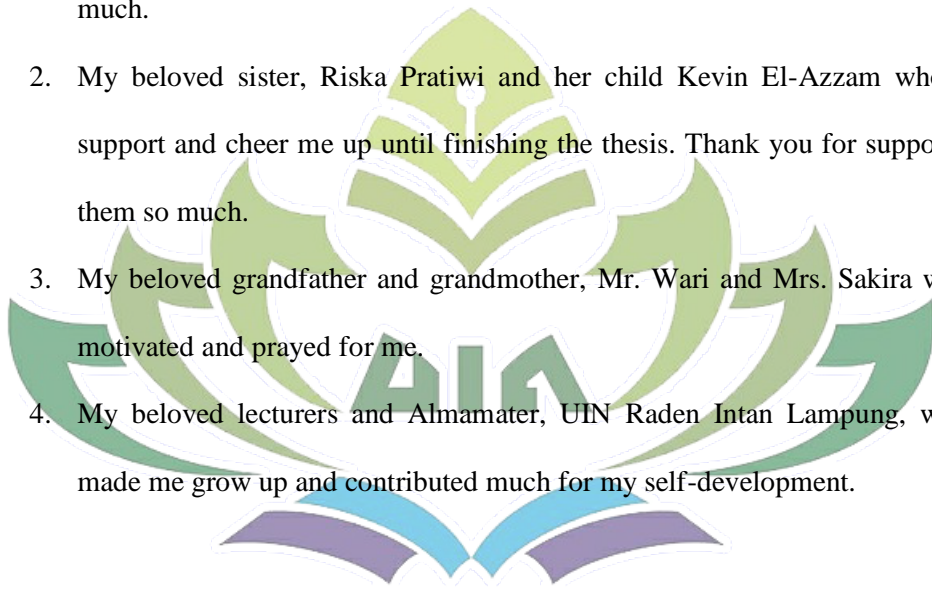 much.
2. My beloved sister, Riska Pratiwi and her child Kevin El-Azzam
support and cheer me up until finishing the thesis. Thank you for
them so much.
3. My beloved grandfather and grandmother, Mr. Wari and Mrs. Sakira
motivated and prayed for me.
UIN
4. My beloved lecturers and Almamater, UIN Raden Intan Lampung,
made me grow up and contributed much for my self-development.